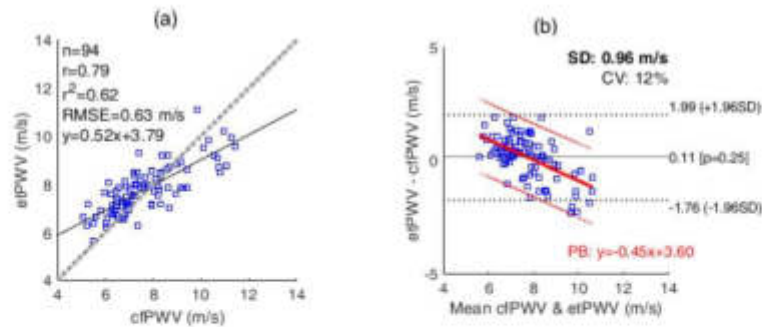 (a)
n=94
r=0.79
r²=0.62
RMSE=0.63 m/s
y=0.52x+3.79
etPWV (m/s)
14
12
10
8
6
4
4 6 8 10 12 14
cfPWV (m/s)
(b)
SD: 0.96 m/s
CV: 12%
1.99 (+1.96SD)
0.11 [p=0.25]
-1.76 (-1.96SD)
PB: y=-0.45x+3.60
etPWV - cfPWV (m/s)
5
0
-5
4 6 8 10 12 14
Mean cfPWV & etPWV (m/s)